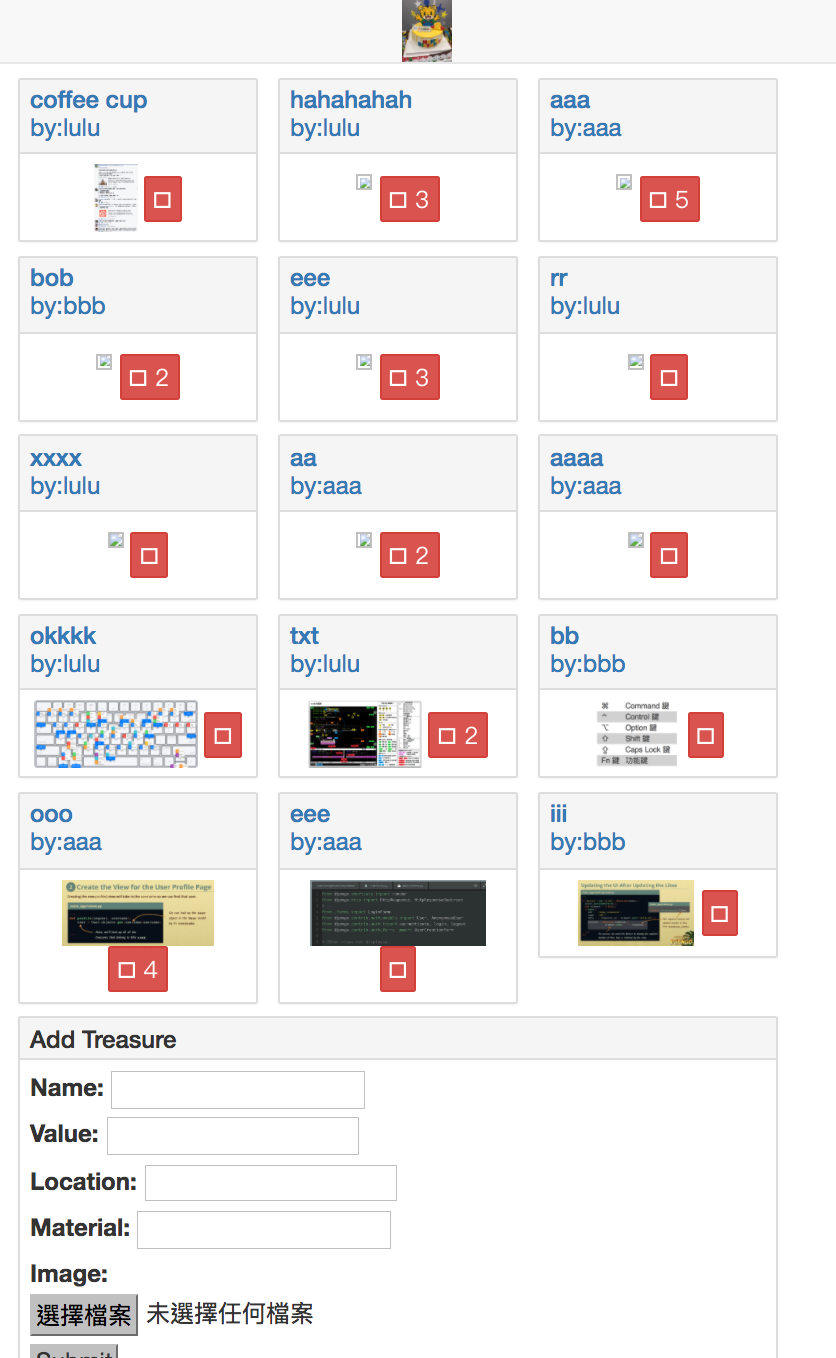 coffee cup
by:lulu
hahahahah
by:lulu
3
aaa
by:aaa
5
bob
by:bbb
2
eee
by:lulu
3
rr
by:lulu
xxxx
by:lulu
aa
by:aaa
2
aaaa
by:aaa
okkkk
by:lulu
txt
by:lulu
2
bb
by:bbb
⌘ Command 鍵
^ Control 鍵
⌥ Option 鍵
⇧ Shift 鍵
⇪ Caps Lock 鍵
Fn 鍵 功能鍵
ooo
by:aaa
Create the View for the User Profile Page
4
eee
by:aaa
iii
by:bbb
Updating the UI After Updating the Likes
Add Treasure
Name:
Value:
Location:
Material:
Image:
選擇檔案 未選擇任何檔案
Submit